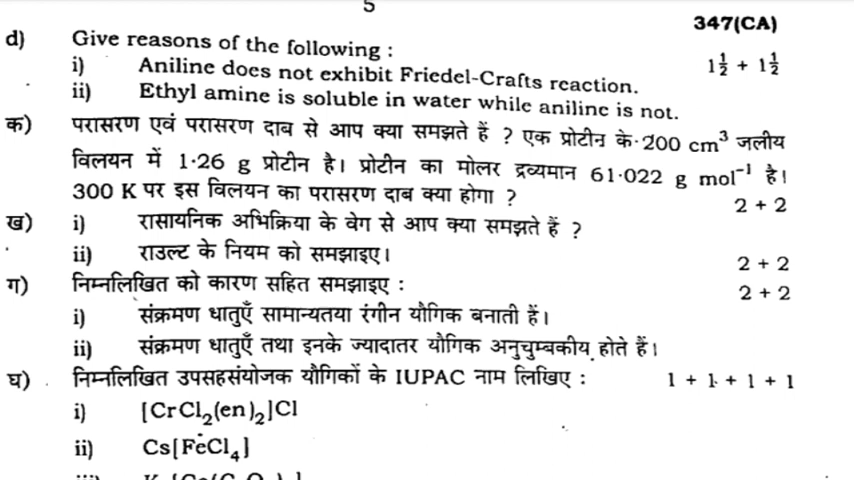 5
347(CA)
d) Give reasons of the following :
i) Aniline does not exhibit Friedel-Crafts reaction. 1½ + 1½
ii) Ethyl amine is soluble in water while aniline is not.
क) परासरण एवं परासरण दाब से आप क्या समझते हैं ? एक प्रोटीन के 200 cm³ जलीय
विलयन में 1·26 g प्रोटीन है। प्रोटीन का मोलर द्रव्यमान 61·022 g mol⁻¹ है।
300 K पर इस विलयन का परासरण दाब क्या होगा ? 2 + 2
ख) i) रासायनिक अभिक्रिया के वेग से आप क्या समझते हैं ?
ii) राउल्ट के नियम को समझाइए। 2 + 2
ग) निम्नलिखित को कारण सहित समझाइए : 2 + 2
i) संक्रमण धातुएँ सामान्यतया रंगीन यौगिक बनाती हैं।
ii) संक्रमण धातुएँ तथा इनके ज्यादातर यौगिक अनुचुम्बकीय होते हैं।
घ) निम्नलिखित उपसहसंयोजक यौगिकों के IUPAC नाम लिखिए : 1 + 1 + 1 + 1
i) [CrCl₂(en)₂]Cl
ii) Cs[FeCl₄]